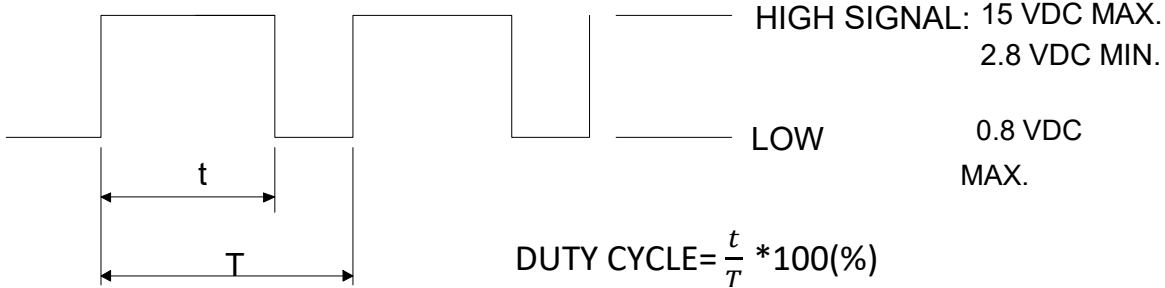 HIGH SIGNAL: 15 VDC MAX.
2.8 VDC MIN.
LOW 0.8 VDC
MAX.
t
T
DUTY CYCLE= t/T *100(%)